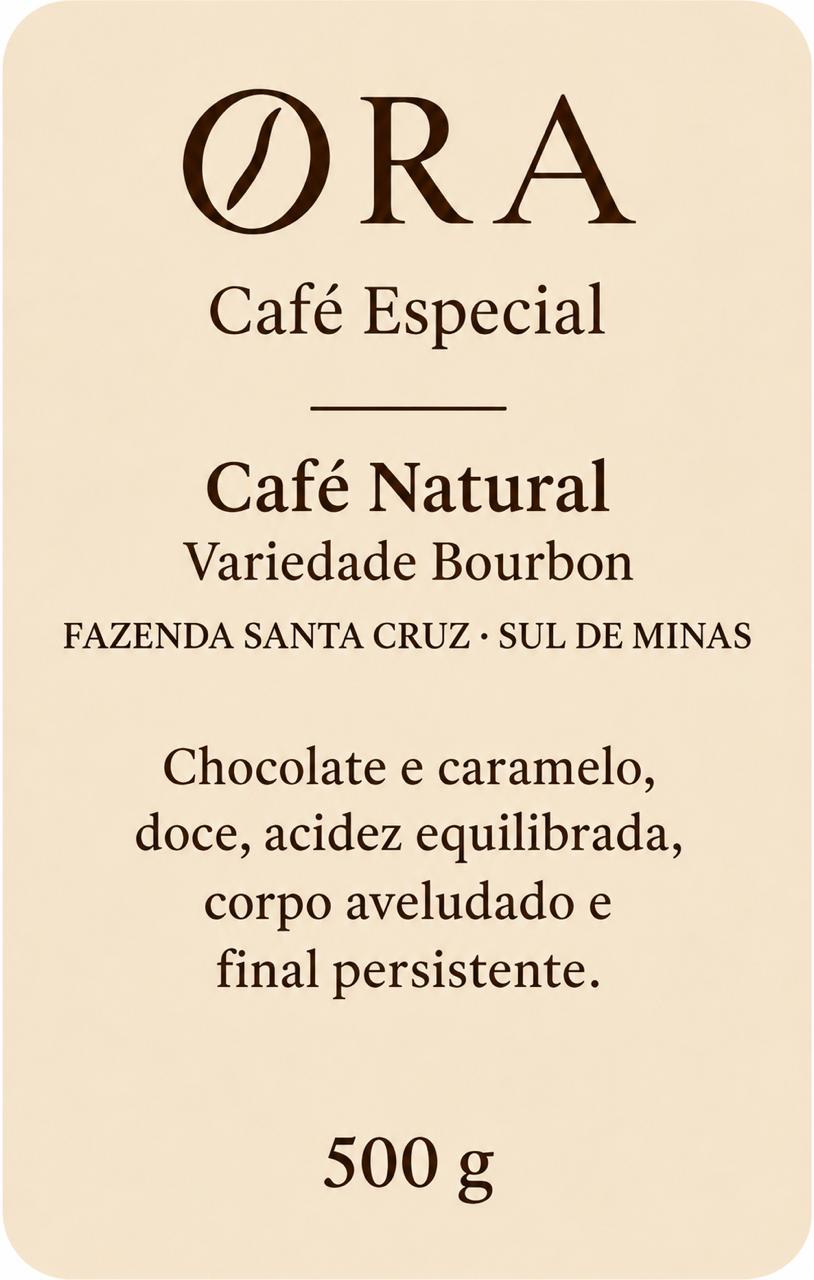 ORA
Café Especial
Café Natural
Variedade Bourbon
FAZENDA SANTA CRUZ · SUL DE MINAS
Chocolate e caramelo,
doce, acidez equilibrada,
corpo aveludado e
final persistente.
500 g